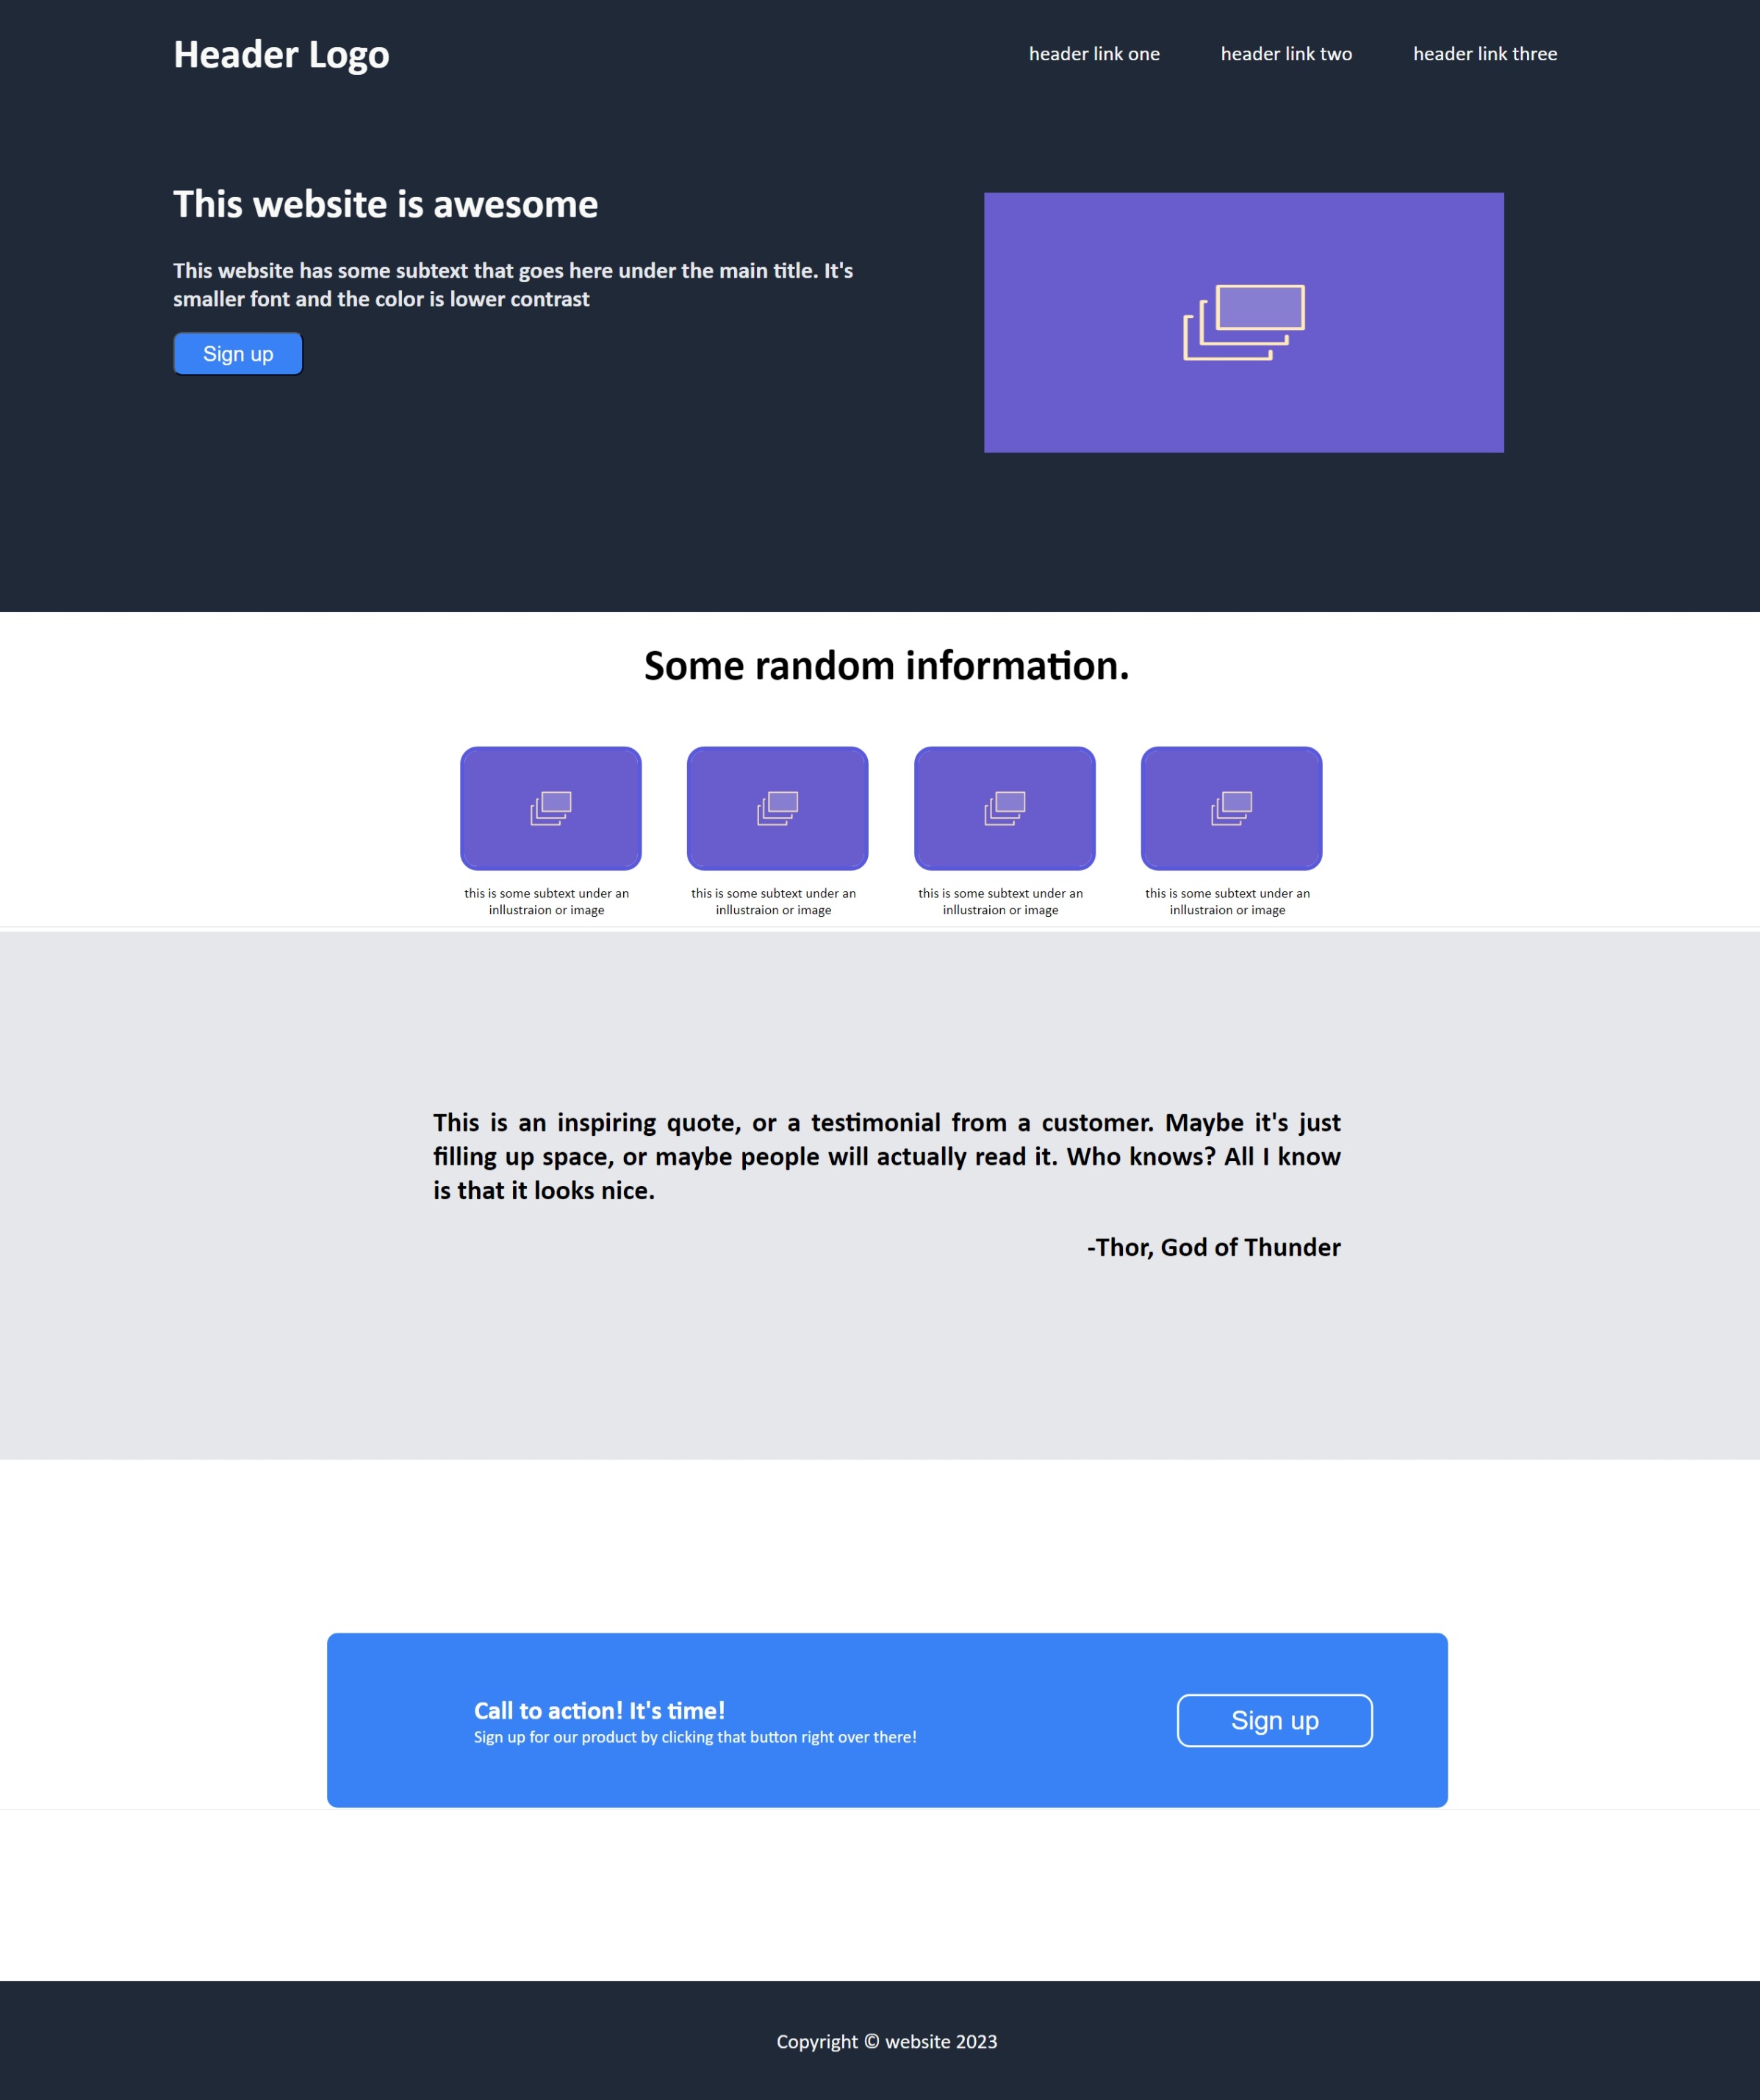 Header Logo
header link one
header link two
header link three
This website is awesome
This website has some subtext that goes here under the main title. It's
smaller font and the color is lower contrast
Sign up
Some random information.
this is some subtext under an
inllustraion or image
this is some subtext under an
inllustraion or image
this is some subtext under an
inllustraion or image
this is some subtext under an
inllustraion or image
This is an inspiring quote, or a testimonial from a customer. Maybe it's just
filling up space, or maybe people will actually read it. Who knows? All I know
is that it looks nice.
-Thor, God of Thunder
Call to action! It's time!
Sign up for our product by clicking that button right over there!
Sign up
Copyright © website 2023